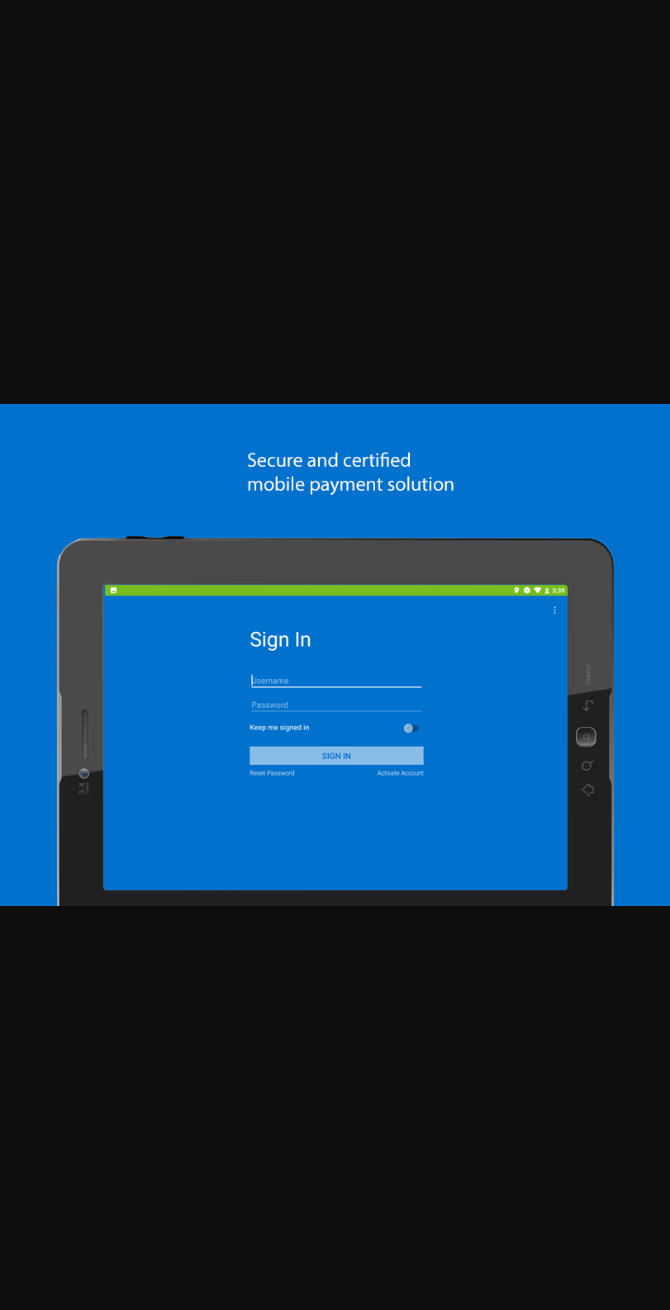 Secure and certified
mobile payment solution
3:39
Sign In
Username
Password
Keep me signed in
SIGN IN
Reset Password
Activate Account
menu